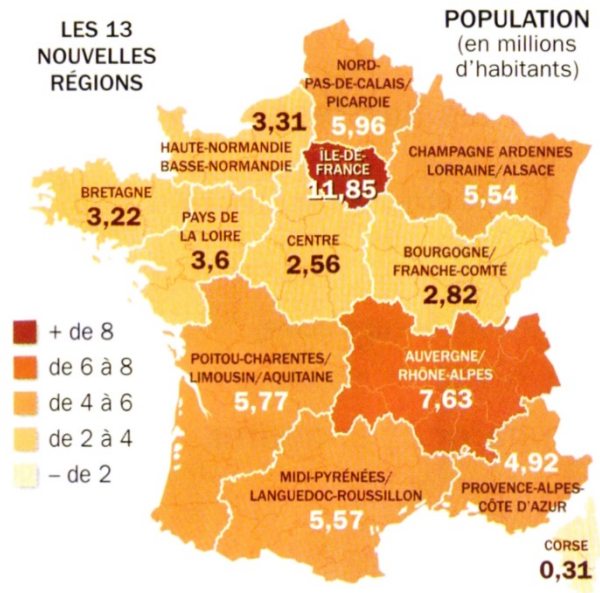 LES 13
NOUVELLES
RÉGIONS
POPULATION
(en millions
d'habitants)
NORD-
PAS-DE-CALAIS/
PICARDIE
5,96
3,31
HAUTE-NORMANDIE
BASSE-NORMANDIE
ÎLE-DE-
FRANCE
11,85
CHAMPAGNE ARDENNES
LORRAINE/ALSACE
5,54
BRETAGNE
3,22
PAYS DE
LA LOIRE
3,6
CENTRE
2,56
BOURGOGNE/
FRANCHE-COMTÉ
2,82
+ de 8
de 6 à 8
de 4 à 6
de 2 à 4
– de 2
POITOU-CHARENTES/
LIMOUSIN/AQUITAINE
5,77
AUVERGNE/
RHÔNE-ALPES
7,63
MIDI-PYRÉNÉES/
LANGUEDOC-ROUSSILLON
5,57
4,92
PROVENCE-ALPES-
CÔTE D'AZUR
CORSE
0,31